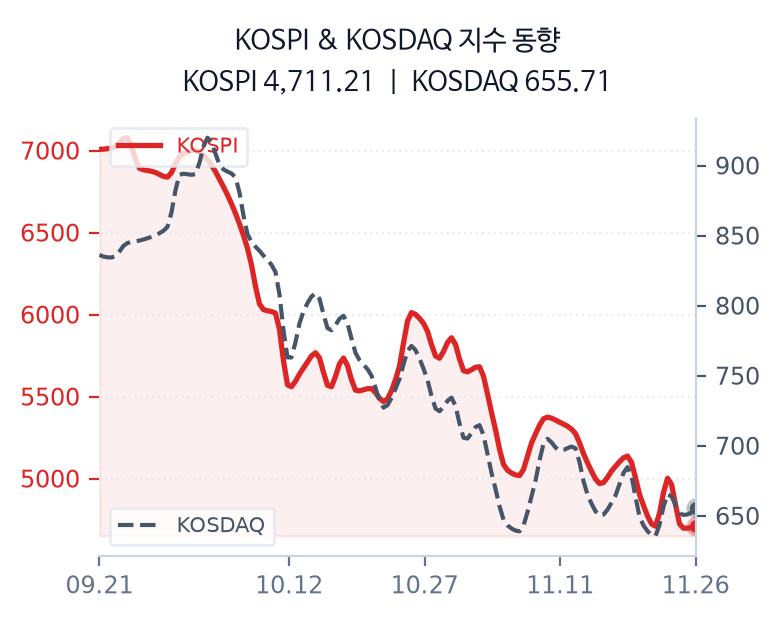 KOSPI & KOSDAQ 지수 동향
KOSPI 4,711.21 | KOSDAQ 655.71
KOSPI
7000
6500
6000
5500
5000
900
850
800
750
700
650
KOSDAQ
09.21 10.12 10.27 11.11 11.26